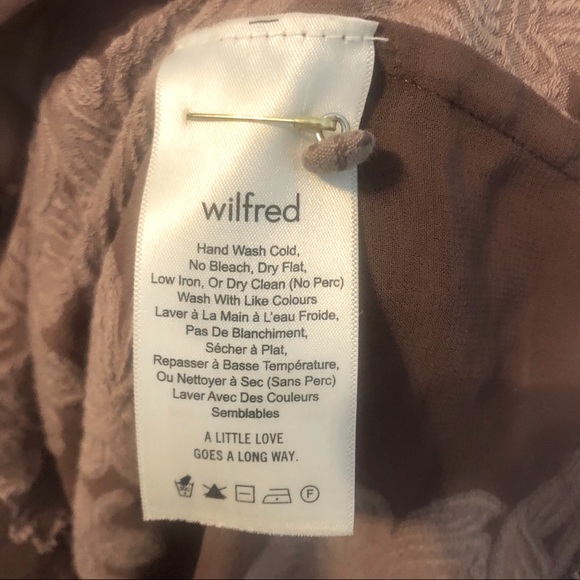 wilfred
Hand Wash Cold,
No Bleach, Dry Flat,
Low Iron, Or Dry Clean (No Perc)
Wash With Like Colours
Laver à La Main à L'eau Froide,
Pas De Blanchiment,
Sécher à Plat,
Repasser à Basse Température,
Ou Nettoyer à Sec (Sans Perc)
Laver Avec Des Couleurs
Semblables
A LITTLE LOVE
GOES A LONG WAY.
F